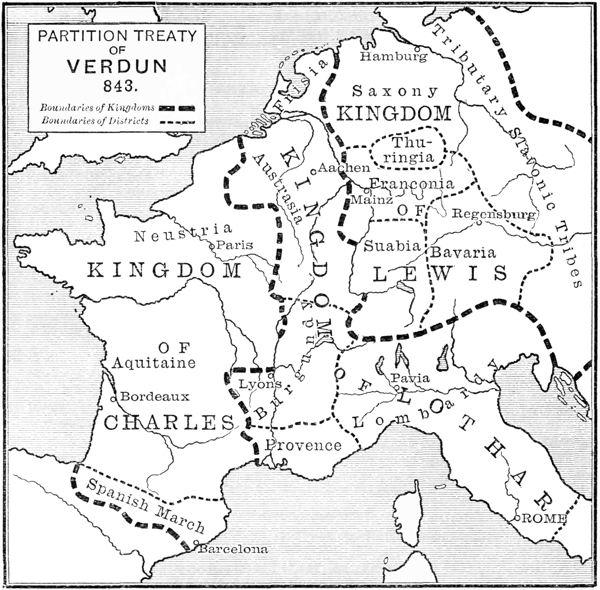 PARTITION TREATY
OF
VERDUN
843.
Boundaries of Kingdoms
Boundaries of Districts
Hamburg
Frisia
Saxony
KINGDOM
Tributary Slavonic Tribes
Thu-
ringia
Aachen
Austrasia
Franconia
Mainz
OF
Regensburg
Neustria
Paris
Suabia
Bavaria
KINGDOM
LEWIS
KINGDOM
OF
Aquitaine
Burgundy
Lyons
Pavia
OF LOTHAR
Lombardy
Bordeaux
CHARLES
Provence
Spanish March
ROME
Barcelona